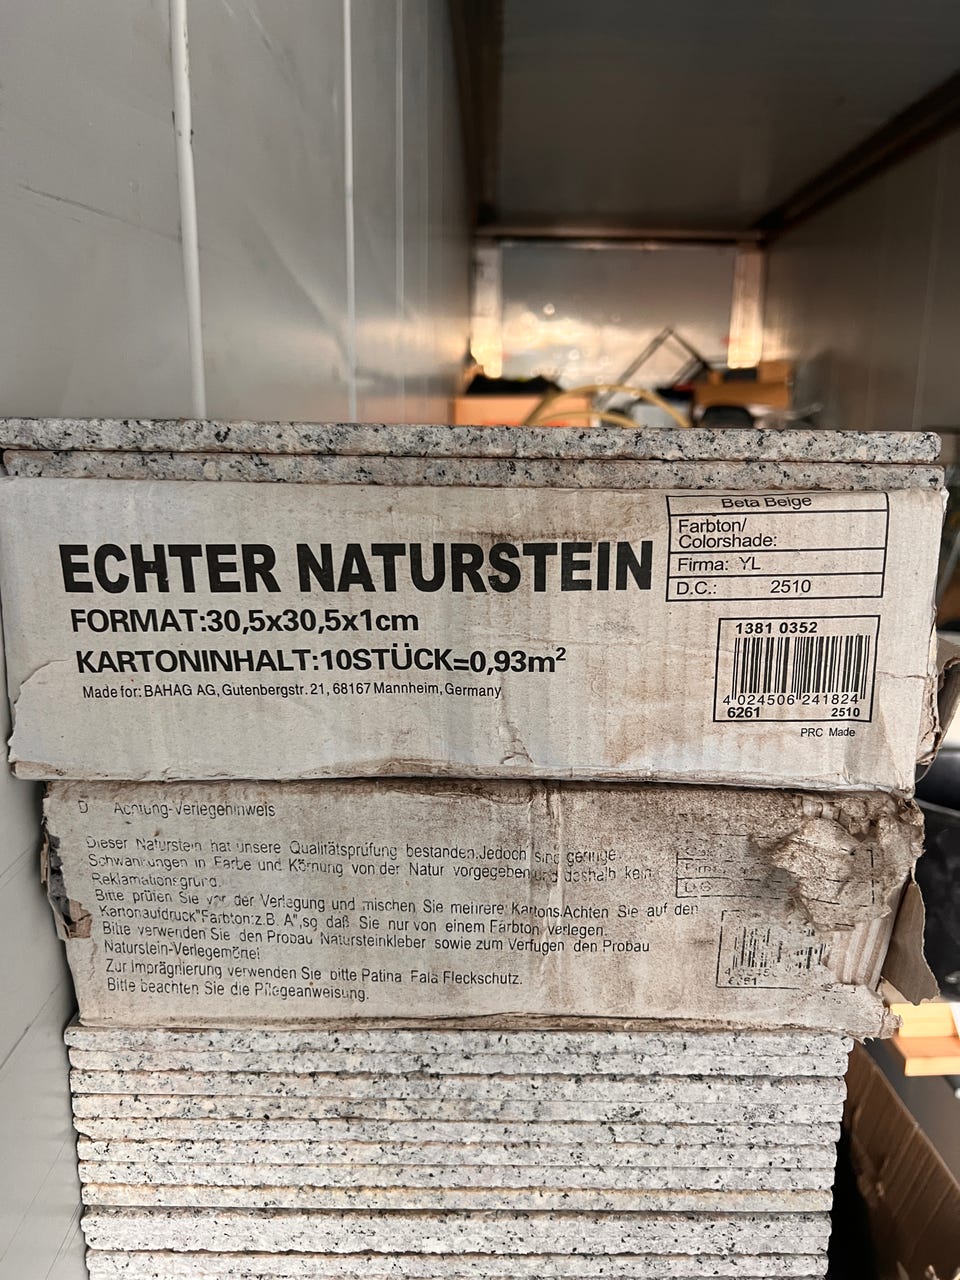 Beta Beige
Farbton/
Colorshade:
Firma: YL
D.C.: 2510
ECHTER NATURSTEIN
FORMAT:30,5x30,5x1cm
KARTONINHALT:10STÜCK=0,93m²
Made for: BAHAG AG, Gutenbergstr. 21, 68167 Mannheim, Germany
1381 0352
4 024506 241824
6261 2510
PRC Made
D Achtung-Verlegehinweis
Dieser Naturstein hat unsere Qualitätsprüfung bestanden.Jedoch sind geringe
Schwankungen in Farbe und Körnung von der Natur vorgegeben und deshalb kein
Reklamationsgrund.
Bitte prüfen Sie vor der Verlegung und mischen Sie mehrere Kartons.Achten Sie auf den
Kartonaufdruck"Farbton:z.B. A",so daß Sie nur von einem Farbton verlegen.
Bitte verwenden Sie den Probau Natursteinkleber sowie zum Verfugen den Probau
Naturstein-Verlegemörtel
Zur Imprägnierung verwenden Sie bitte Patina Fala Fleckschutz.
Bitte beachten Sie die Pflegeanweisung.